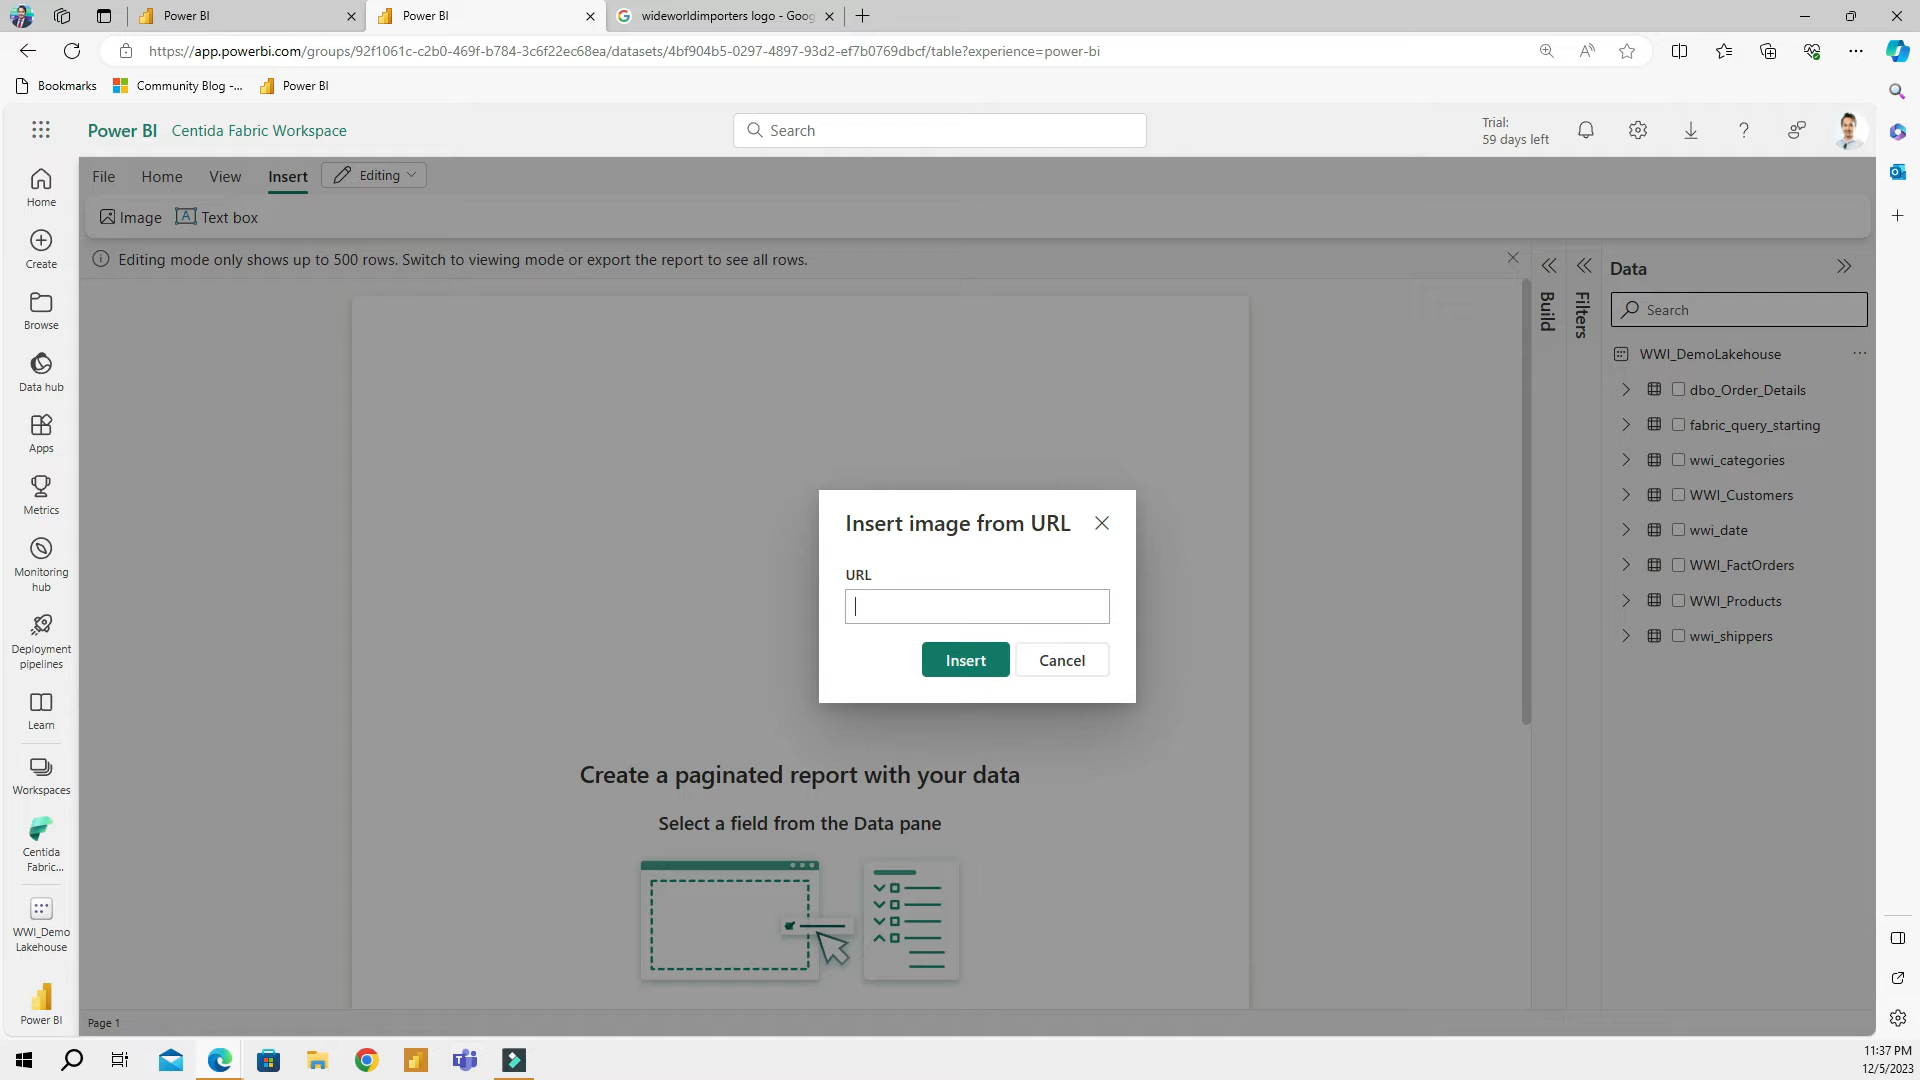 Power BI
Power BI
wideworldimporters logo - Goog
https://app.powerbi.com/groups/92f1061c-c2b0-469f-b784-3c6f22ec68ea/datasets/4bf904b5-0297-4897-93d2-ef7b0769dbcf/table?experience=power-bi
Bookmarks
Community Blog -...
Power BI
Power BI Centida Fabric Workspace
Search
Trial:
59 days left
File
Home
View
Insert
Editing
Image
Text box
Editing mode only shows up to 500 rows. Switch to viewing mode or export the report to see all rows.
Home
Create
Browse
Data hub
Apps
Metrics
Monitoring
hub
Deployment
pipelines
Learn
Workspaces
Centida
Fabric...
WWI_Demo
Lakehouse
Power BI
Insert image from URL
URL
Insert
Cancel
Create a paginated report with your data
Select a field from the Data pane
Page 1
Build
Filters
Data
Search
WWI_DemoLakehouse
dbo_Order_Details
fabric_query_starting
wwi_categories
WWI_Customers
wwi_date
WWI_FactOrders
WWI_Products
wwi_shippers
11:37 PM
12/5/2023